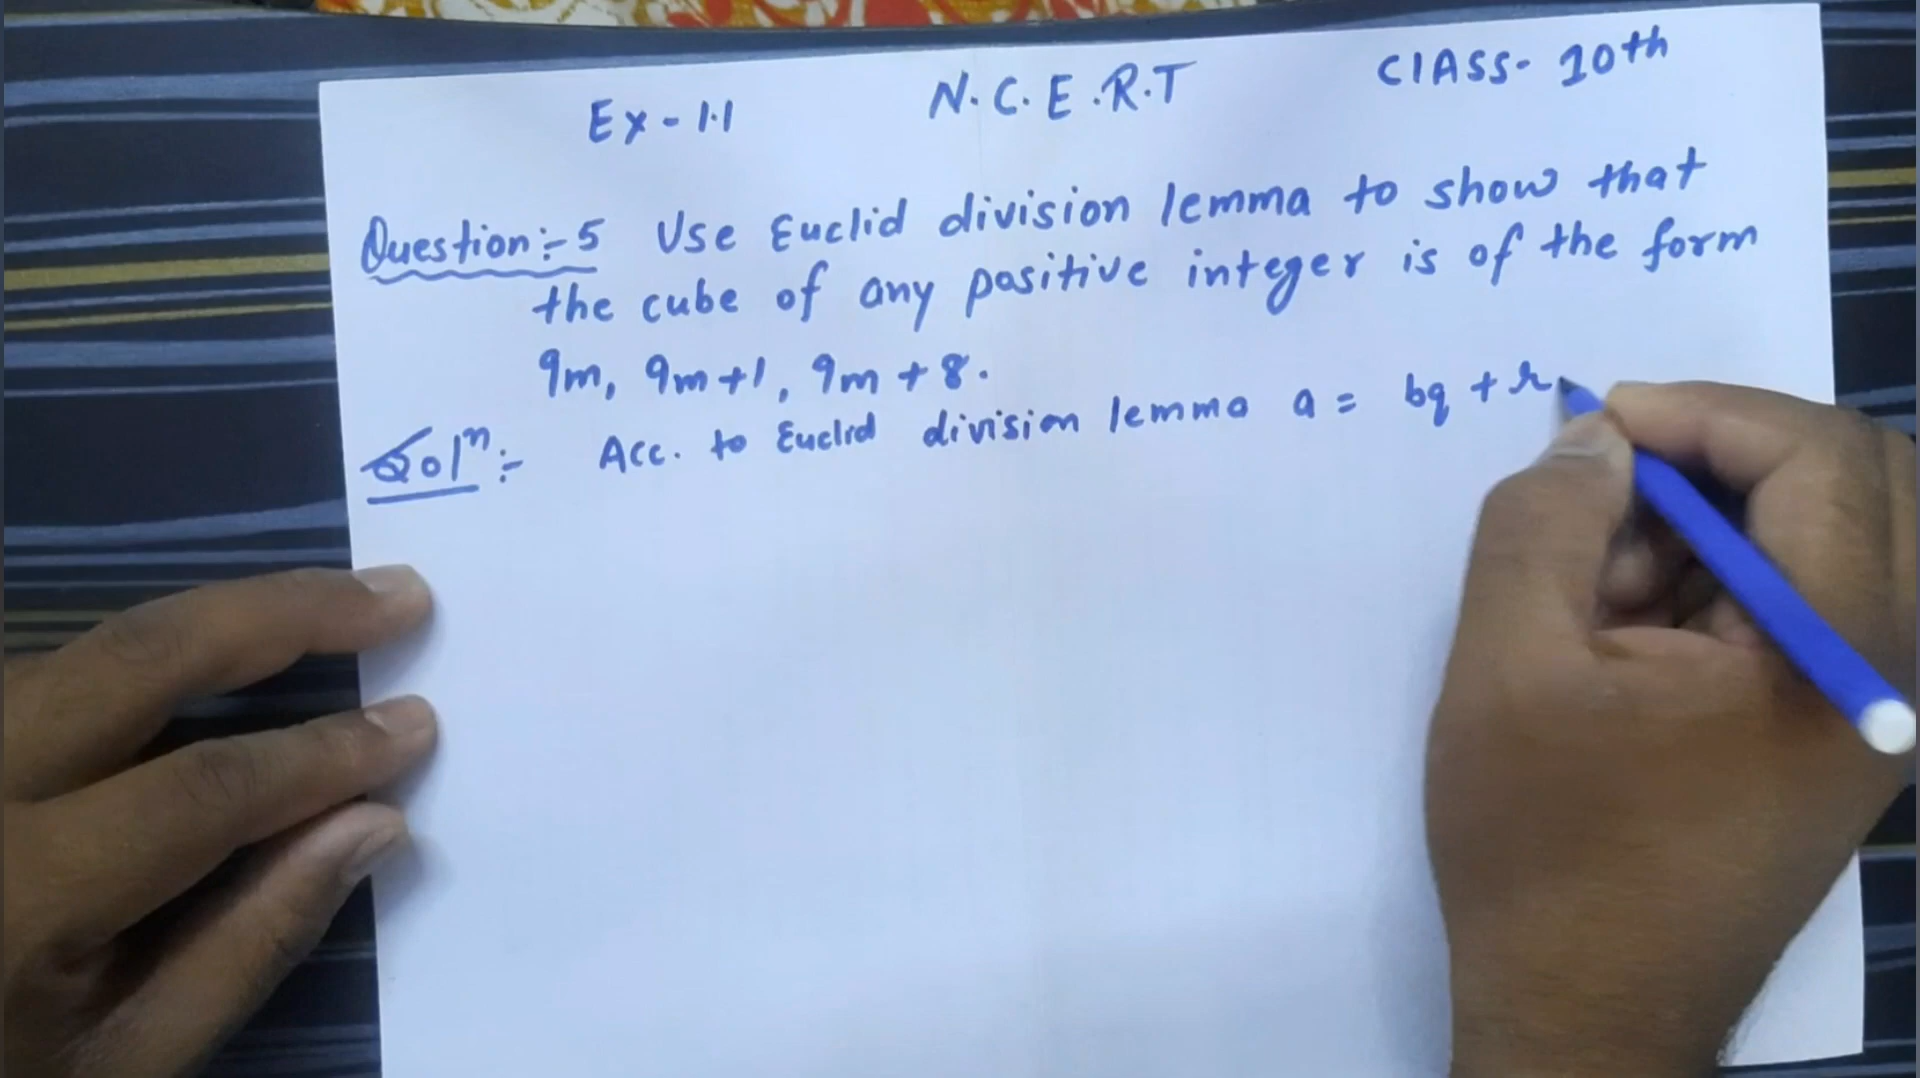 Ex - 1.1 N.C.E.R.T CLASS- 10th
Question:- 5 Use Euclid division lemma to show that
the cube of any positive integer is of the form
9m, 9m+1, 9m+8.
Solⁿ:- Acc. to Euclid division lemma a = bq + r